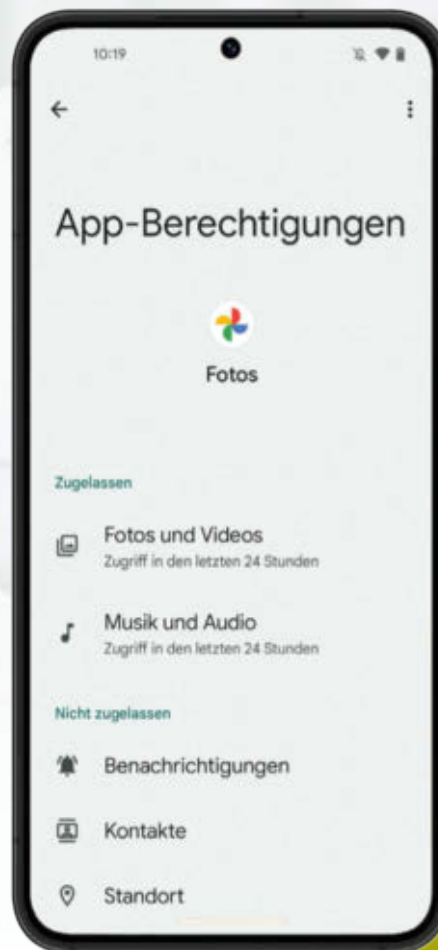 10:19
App-Berechtigungen
Fotos
Zugelassen
Fotos und Videos
Zugriff in den letzten 24 Stunden
Musik und Audio
Zugriff in den letzten 24 Stunden
Nicht zugelassen
Benachrichtigungen
Kontakte
Standort